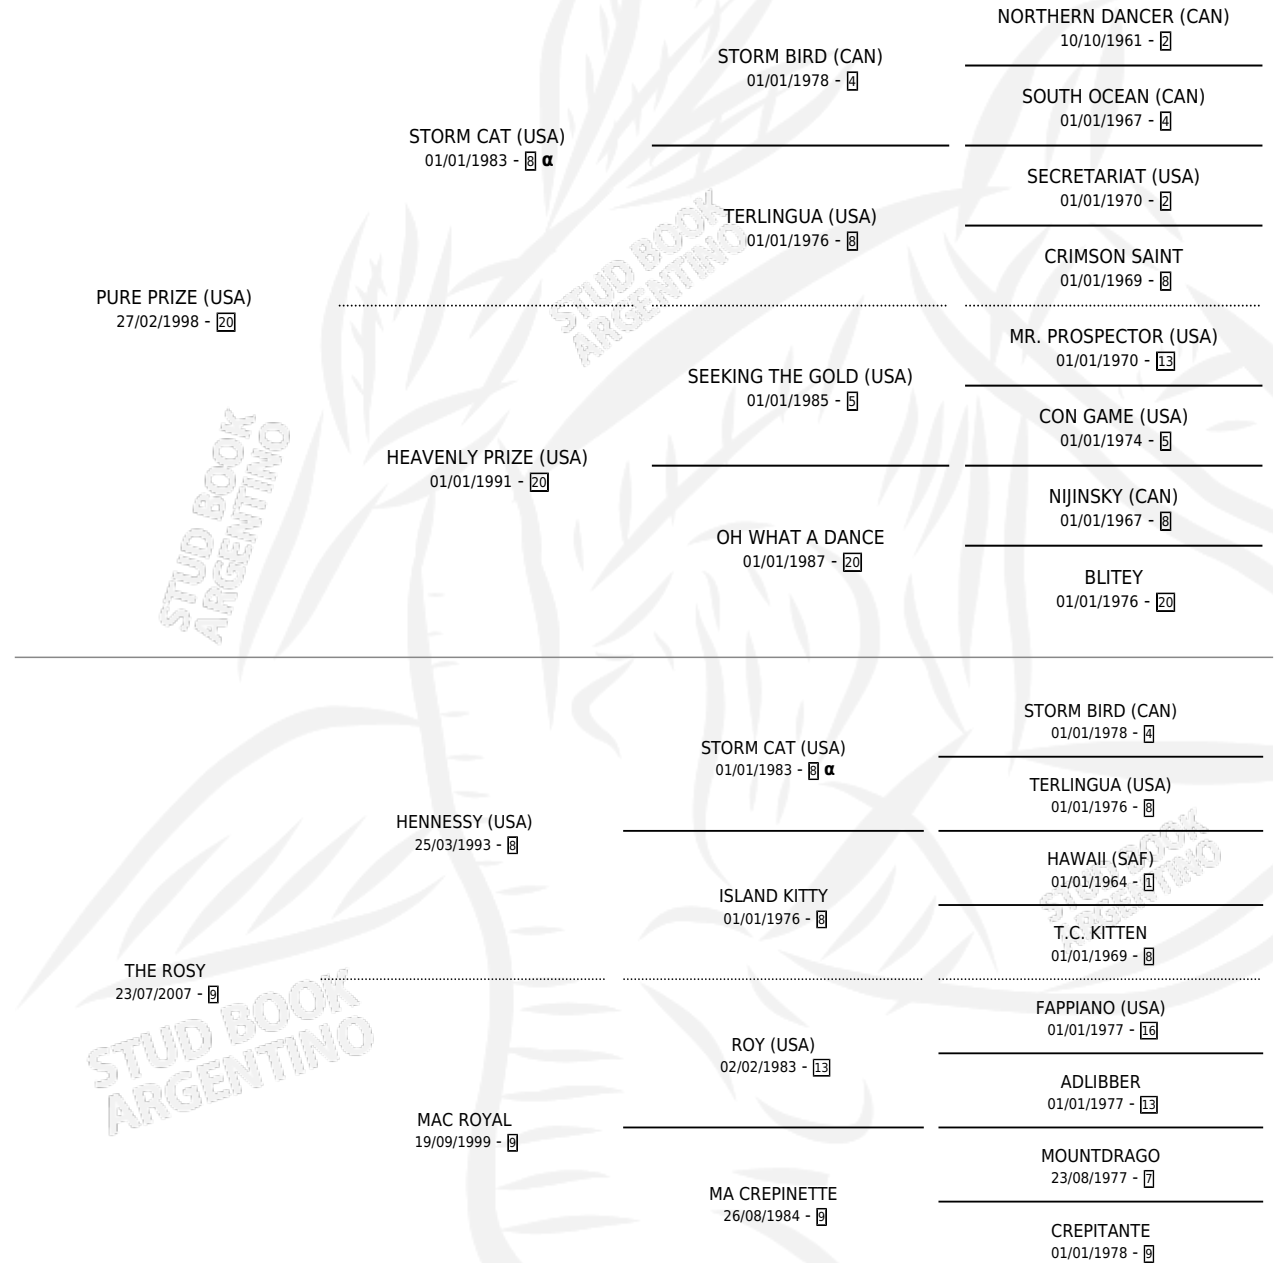 NORTHERN DANCER (CAN)
10/10/1961 - 2
STORM BIRD (CAN)
01/01/1978 - 4
SOUTH OCEAN (CAN)
01/01/1967 - 4
STORM CAT (USA)
01/01/1983 - 8 α
SECRETARIAT (USA)
01/01/1970 - 2
TERLINGUA (USA)
01/01/1976 - 8
CRIMSON SAINT
01/01/1969 - 8
PURE PRIZE (USA)
27/02/1998 - 20
MR. PROSPECTOR (USA)
01/01/1970 - 13
SEEKING THE GOLD (USA)
01/01/1985 - 5
CON GAME (USA)
01/01/1974 - 5
HEAVENLY PRIZE (USA)
01/01/1991 - 20
NIJINSKY (CAN)
01/01/1967 - 8
OH WHAT A DANCE
01/01/1987 - 20
BLITEY
01/01/1976 - 20
STUD BOOK
ARGENTINO
STUD BOOK
ARGENTINO
STORM BIRD (CAN)
01/01/1978 - 4
STORM CAT (USA)
01/01/1983 - 8 α
TERLINGUA (USA)
01/01/1976 - 8
HENNESSY (USA)
25/03/1993 - 8
HAWAII (SAF)
01/01/1964 - 1
ISLAND KITTY
01/01/1976 - 8
T.C. KITTEN
01/01/1969 - 8
STUD BOOK
ARGENTINO
THE ROSY
23/07/2007 - 9
FAPPIANO (USA)
01/01/1977 - 16
ROY (USA)
02/02/1983 - 13
ADLIBBER
01/01/1977 - 13
MAC ROYAL
19/09/1999 - 9
MOUNTDRAGO
23/08/1977 - 7
MA CREPINETTE
26/08/1984 - 9
CREPITANTE
01/01/1978 - 9
STUD BOOK
ARGENTINO